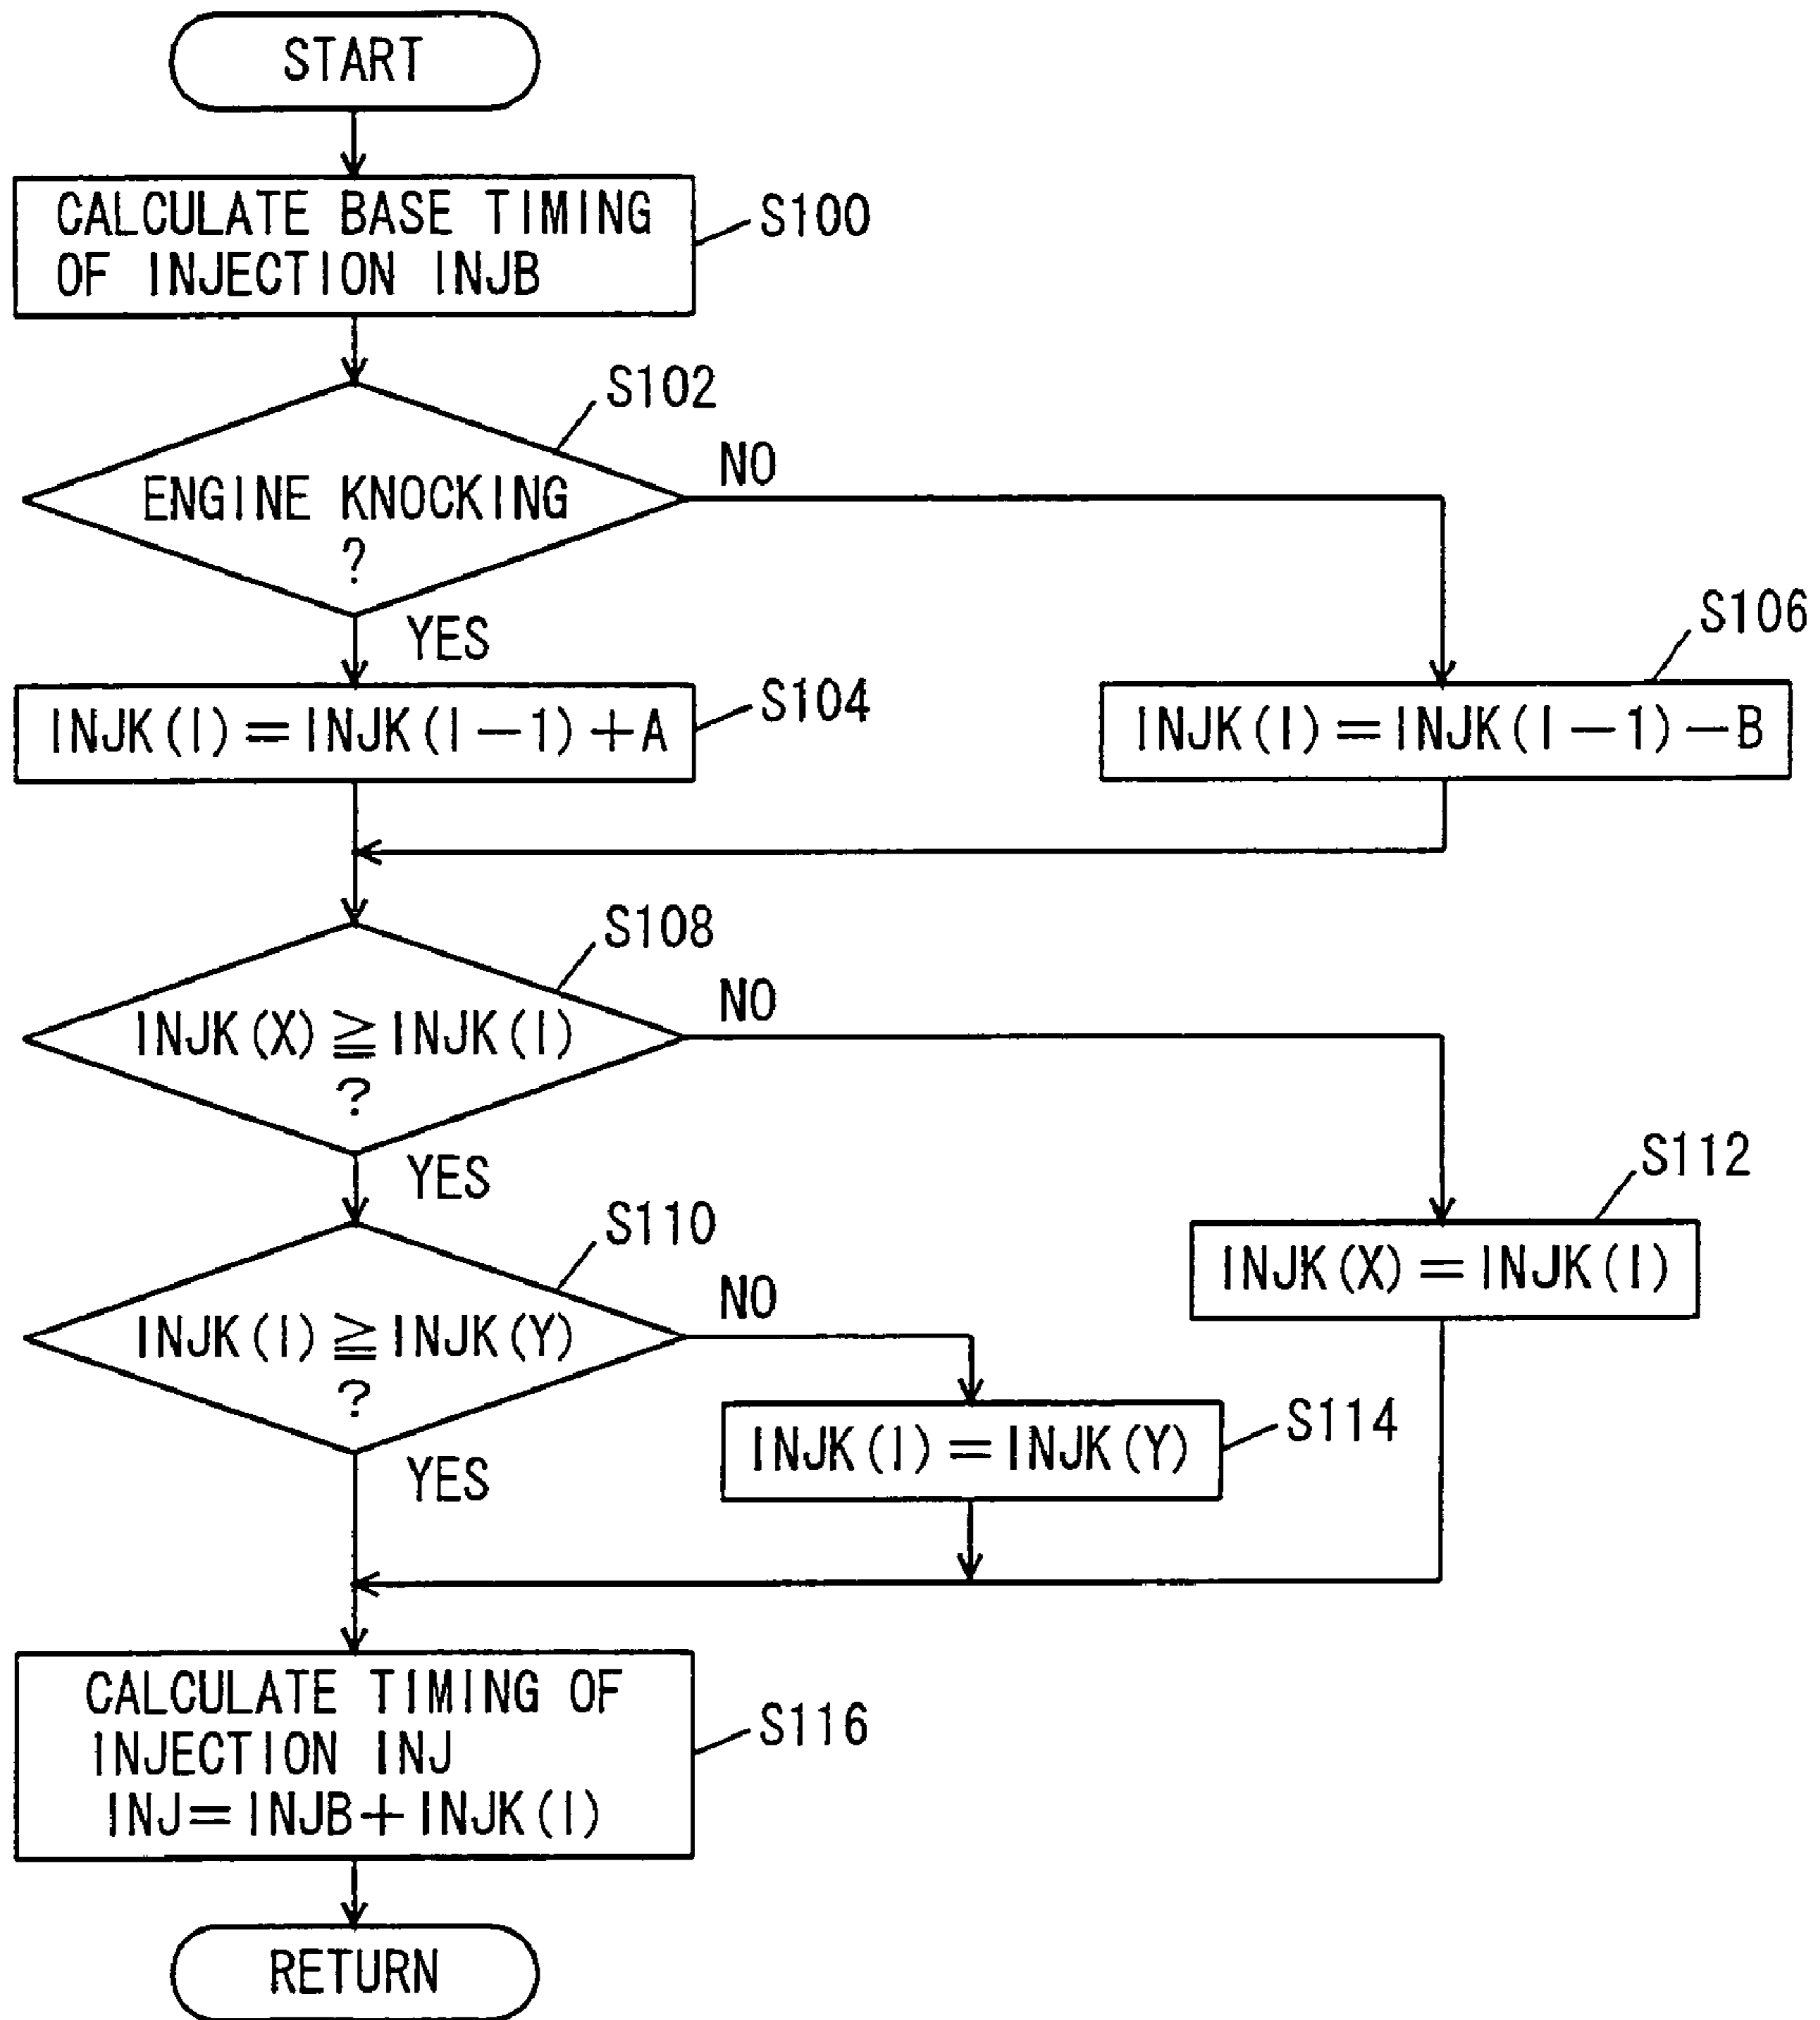 START
CALCULATE BASE TIMING
OF INJECTION INJB
S100
S102
ENGINE KNOCKING
?
NO
YES
S104
INJK(I)=INJK(I-1)+A
S106
INJK(I)=INJK(I-1)-B
S108
INJK(X)≧INJK(I)
?
NO
YES
S110
INJK(I)≧INJK(Y)
?
NO
YES
S112
INJK(X)=INJK(I)
S114
INJK(I)=INJK(Y)
CALCULATE TIMING OF
INJECTION INJ
INJ=INJB+INJK(I)
S116
RETURN